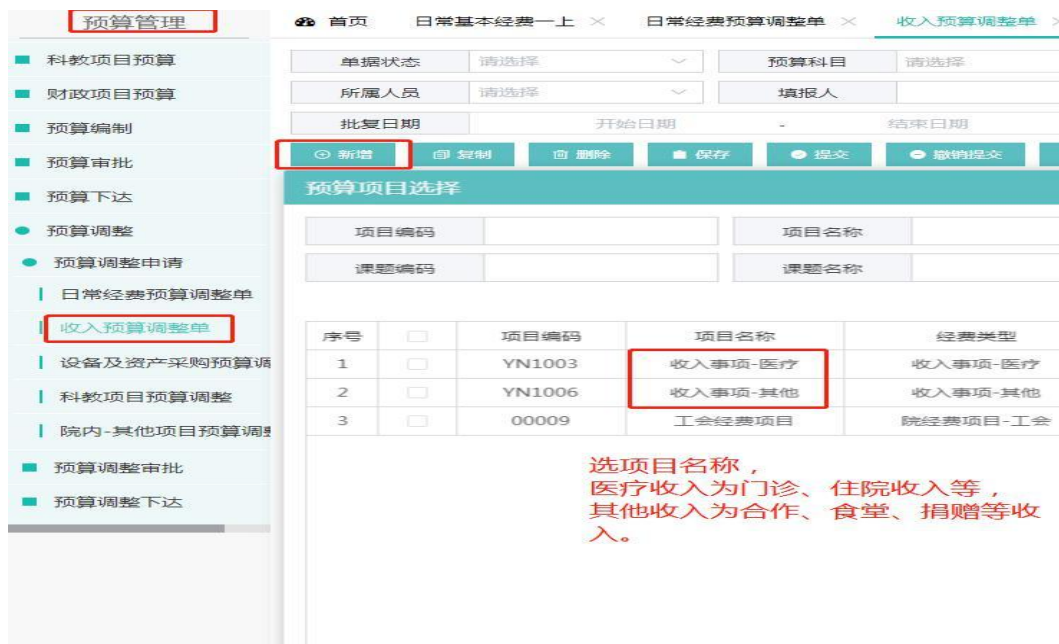 预算管理
首页 日常基本经费一上 日常经费预算调整单 收入预算调整单
科教项目预算
财政项目预算
预算编制
预算审批
预算下达
预算调整
预算调整申请
日常经费预算调整单
收入预算调整单
设备及资产采购预算调
科教项目预算调整
院内-其他项目预算调整
预算调整审批
预算调整下达
单据状态 请选择 预算科目 请选择
所属人员 请选择 填报人
批复日期 开始日期 - 结束日期
新增 复制 删除 保存 提交 撤销提交
预算项目选择
项目编码 项目名称
课题编码 课题名称
序号 项目编码 项目名称 经费类型
1 YN1003 收入事项-医疗 收入事项-医疗
2 YN1006 收入事项-其他 收入事项-其他
3 00009 工会经费项目 院经费项目-工会
选项目名称，
医疗收入为门诊、住院收入等，
其他收入为合作、食堂、捐赠等收
入。